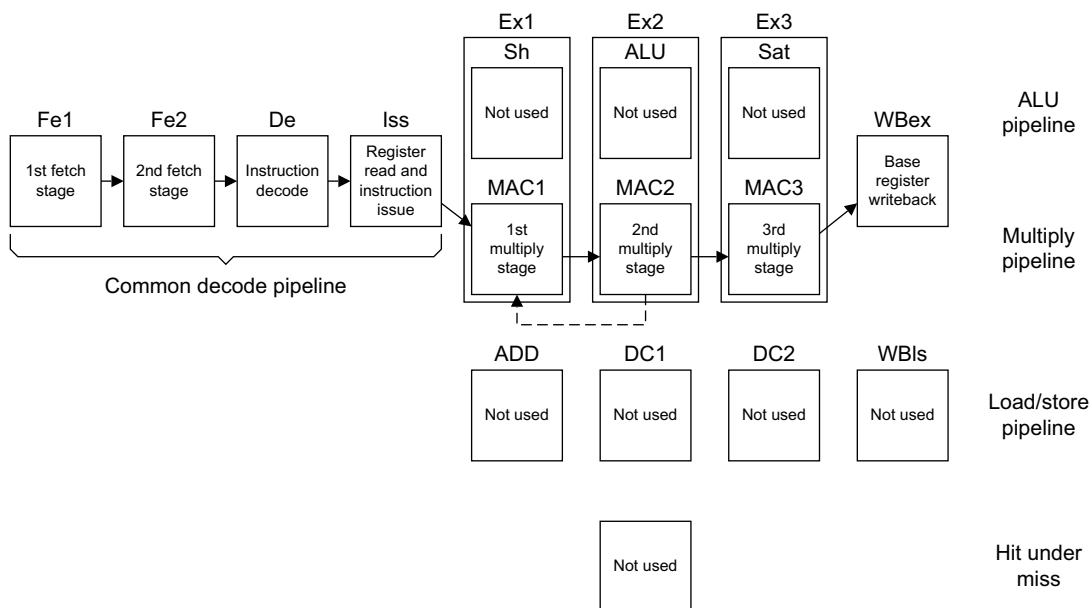 Ex1
Ex2
Ex3
Sh
ALU
Sat
Not used
Not used
Not used
ALU
pipeline
Fe1
Fe2
De
Iss
WBex
1st fetch
stage
2nd fetch
stage
Instruction
decode
Register
read and
instruction
issue
Base
register
writeback
MAC1
MAC2
MAC3
1st
multiply
stage
2nd
multiply
stage
3rd
multiply
stage
Multiply
pipeline
Common decode pipeline
ADD
DC1
DC2
WBls
Not used
Not used
Not used
Not used
Load/store
pipeline
Not used
Hit under
miss